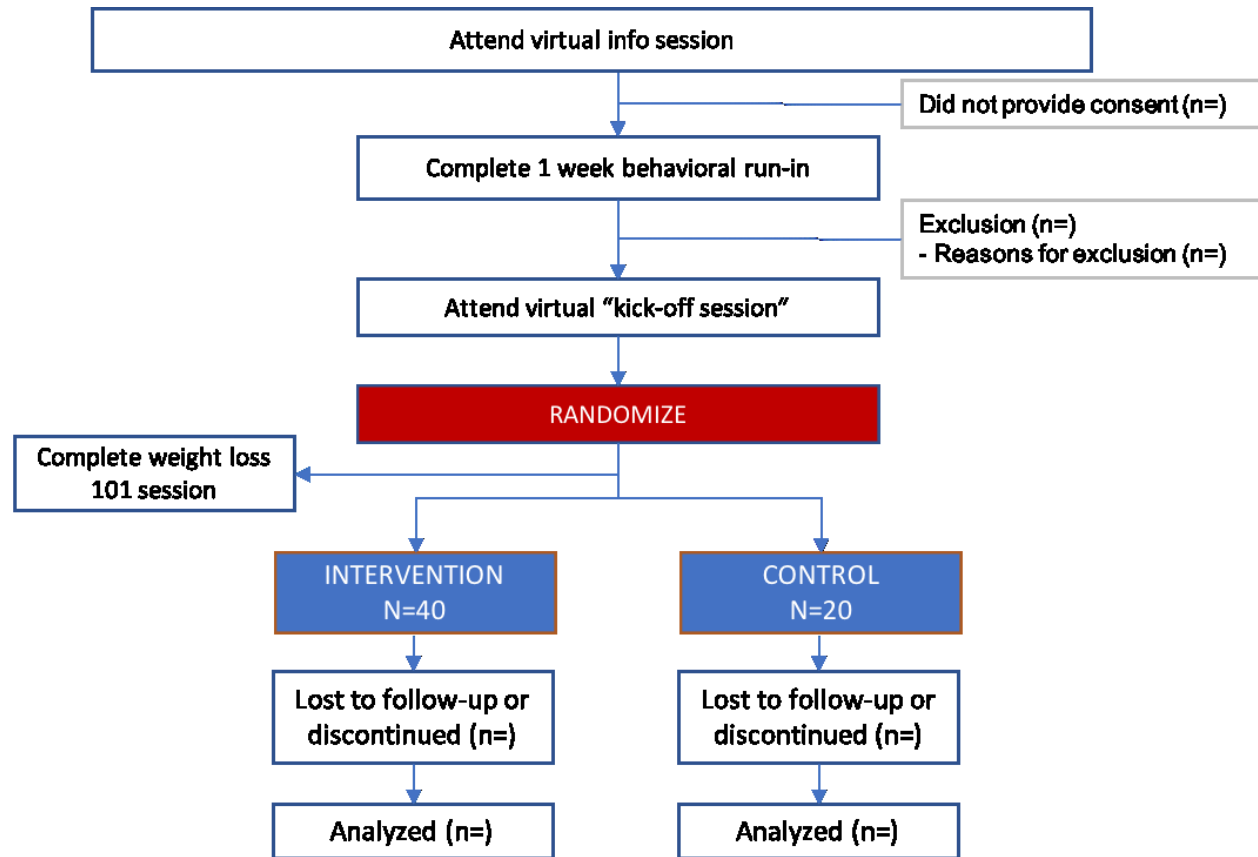 Attend virtual info session
Did not provide consent (n=)
Complete 1 week behavioral run-in
Exclusion (n=)
- Reasons for exclusion (n=)
Attend virtual “kick-off session”
RANDOMIZE
Complete weight loss
101 session
INTERVENTION
N=40
CONTROL
N=20
Lost to follow-up or
discontinued (n=)
Lost to follow-up or
discontinued (n=)
Analyzed (n=)
Analyzed (n=)